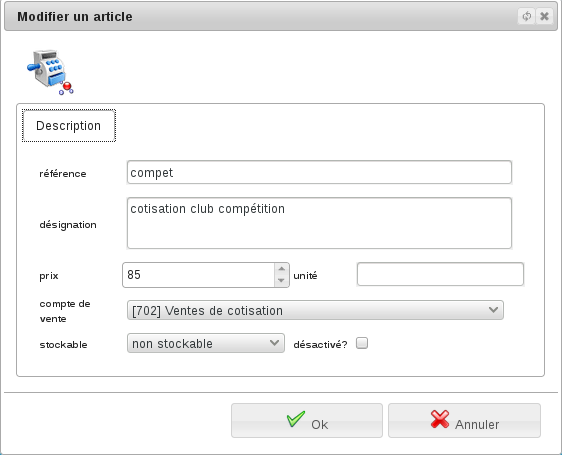 Modifier un article
Description
référence compet
désignation cotisation club compétition
prix 85 unité
compte de
vente [702] Ventes de cotisation
stockable non stockable désactivé?
Ok Annuler